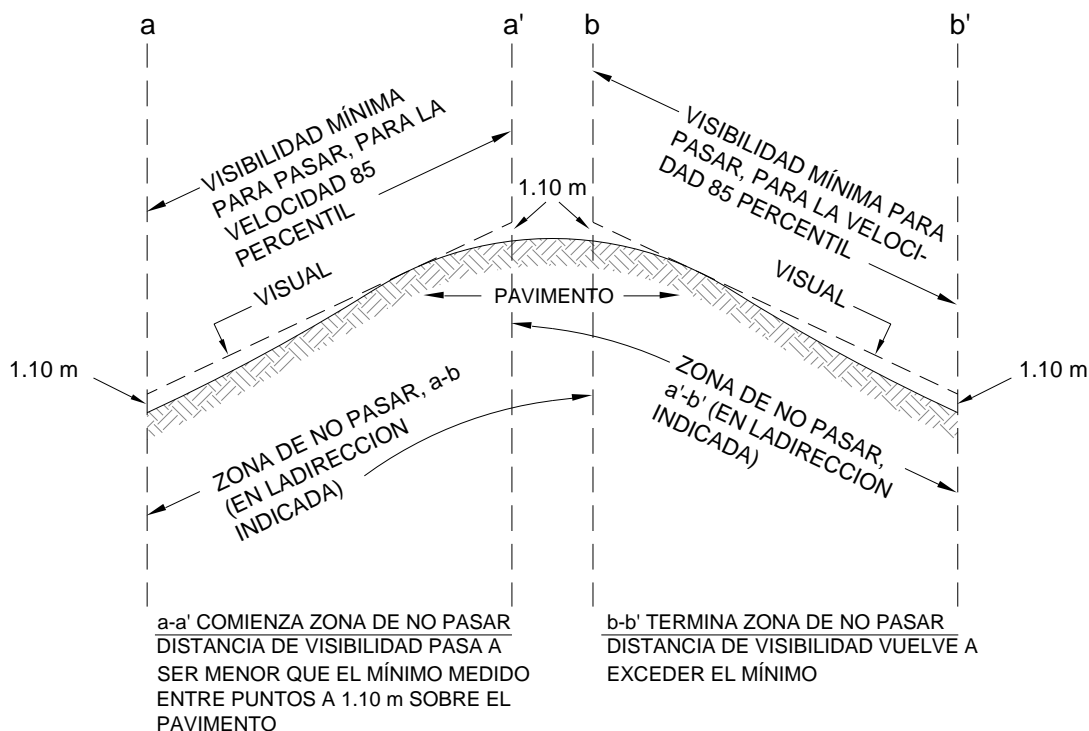 a
a'
b
b'
VISIBILIDAD MÍNIMA
PARA PASAR, PARA LA
VELOCIDAD 85
PERCENTIL
VISIBILIDAD MÍNIMA PARA
PASAR, PARA LA VELOCI-
DAD 85 PERCENTIL
1.10 m
VISUAL
VISUAL
PAVIMENTO
1.10 m
1.10 m
ZONA DE NO PASAR, a-b
(EN LADIRECCION
INDICADA)
ZONA DE NO PASAR,
a'-b' (EN LADIRECCION
INDICADA)
a-a' COMIENZA ZONA DE NO PASAR
DISTANCIA DE VISIBILIDAD PASA A
SER MENOR QUE EL MÍNIMO MEDIDO
ENTRE PUNTOS A 1.10 m SOBRE EL
PAVIMENTO
b-b' TERMINA ZONA DE NO PASAR
DISTANCIA DE VISIBILIDAD VUELVE A
EXCEDER EL MÍNIMO